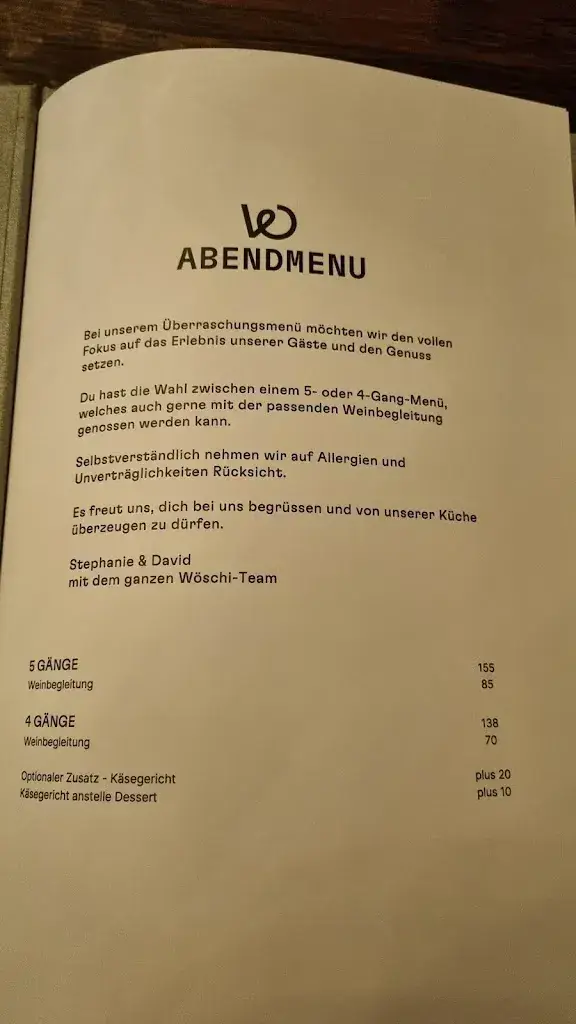 WO
ABENDMENU
Bei unserem Überraschungsmenü möchten wir den vollen
Fokus auf das Erlebnis unserer Gäste und den Genuss
setzen.
Du hast die Wahl zwischen einem 5- oder 4-Gang-Menü,
welches auch gerne mit der passenden Weinbegleitung
genossen werden kann.
Selbstverständlich nehmen wir auf Allergien und
Unverträglichkeiten Rücksicht.
Es freut uns, dich bei uns begrüssen und von unserer Küche
überzeugen zu dürfen.
Stephanie & David
mit dem ganzen Wöschi-Team
5 GÄNGE 155
Weinbegleitung 85
4 GÄNGE 138
Weinbegleitung 70
Optionaler Zusatz - Käsegericht plus 20
Käsegericht anstelle Dessert plus 10